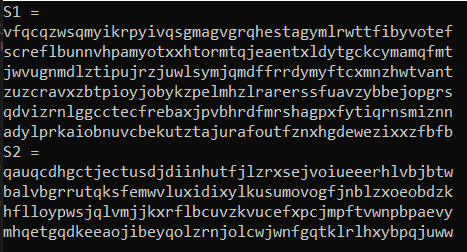 S1 =
vfqcqzwsqmyikrpyivqsgmagvgrqhestagymlrwttfibyvotef
screflbunnvhpamyotxxhtormtqjeaentxldytgckcymamqfmt
jwvugnmdlztipujrzjuwlsymjqmdffrrdymyftcxmnzhwtvant
zuzcravxzbtpioyjobykzpelmhzlrarerssfuavzybbejopgrs
qdvizrnlggcctecfrebaxjpvbhrdfmrshagpxfytiqrnsmiznn
adylprkaiobnuvcbekutztajurafoutfznxhgdewezixxzfbfb
S2 =
qauqcdhgctjectusdjdiinhutfjlzrxsejvoiueeerhlvbjbtw
balvbgrrutqksfemwvluxidixylkusumovogfjnblzxoeobdzk
hflloypwsjqlvmjjkxrflbcuvzkvucefxpcjmpftvwnpbpaevy
mhqetgqdkeeaojibeyqolzrnjolcwjwnfgqtklrlhxybpqjuww